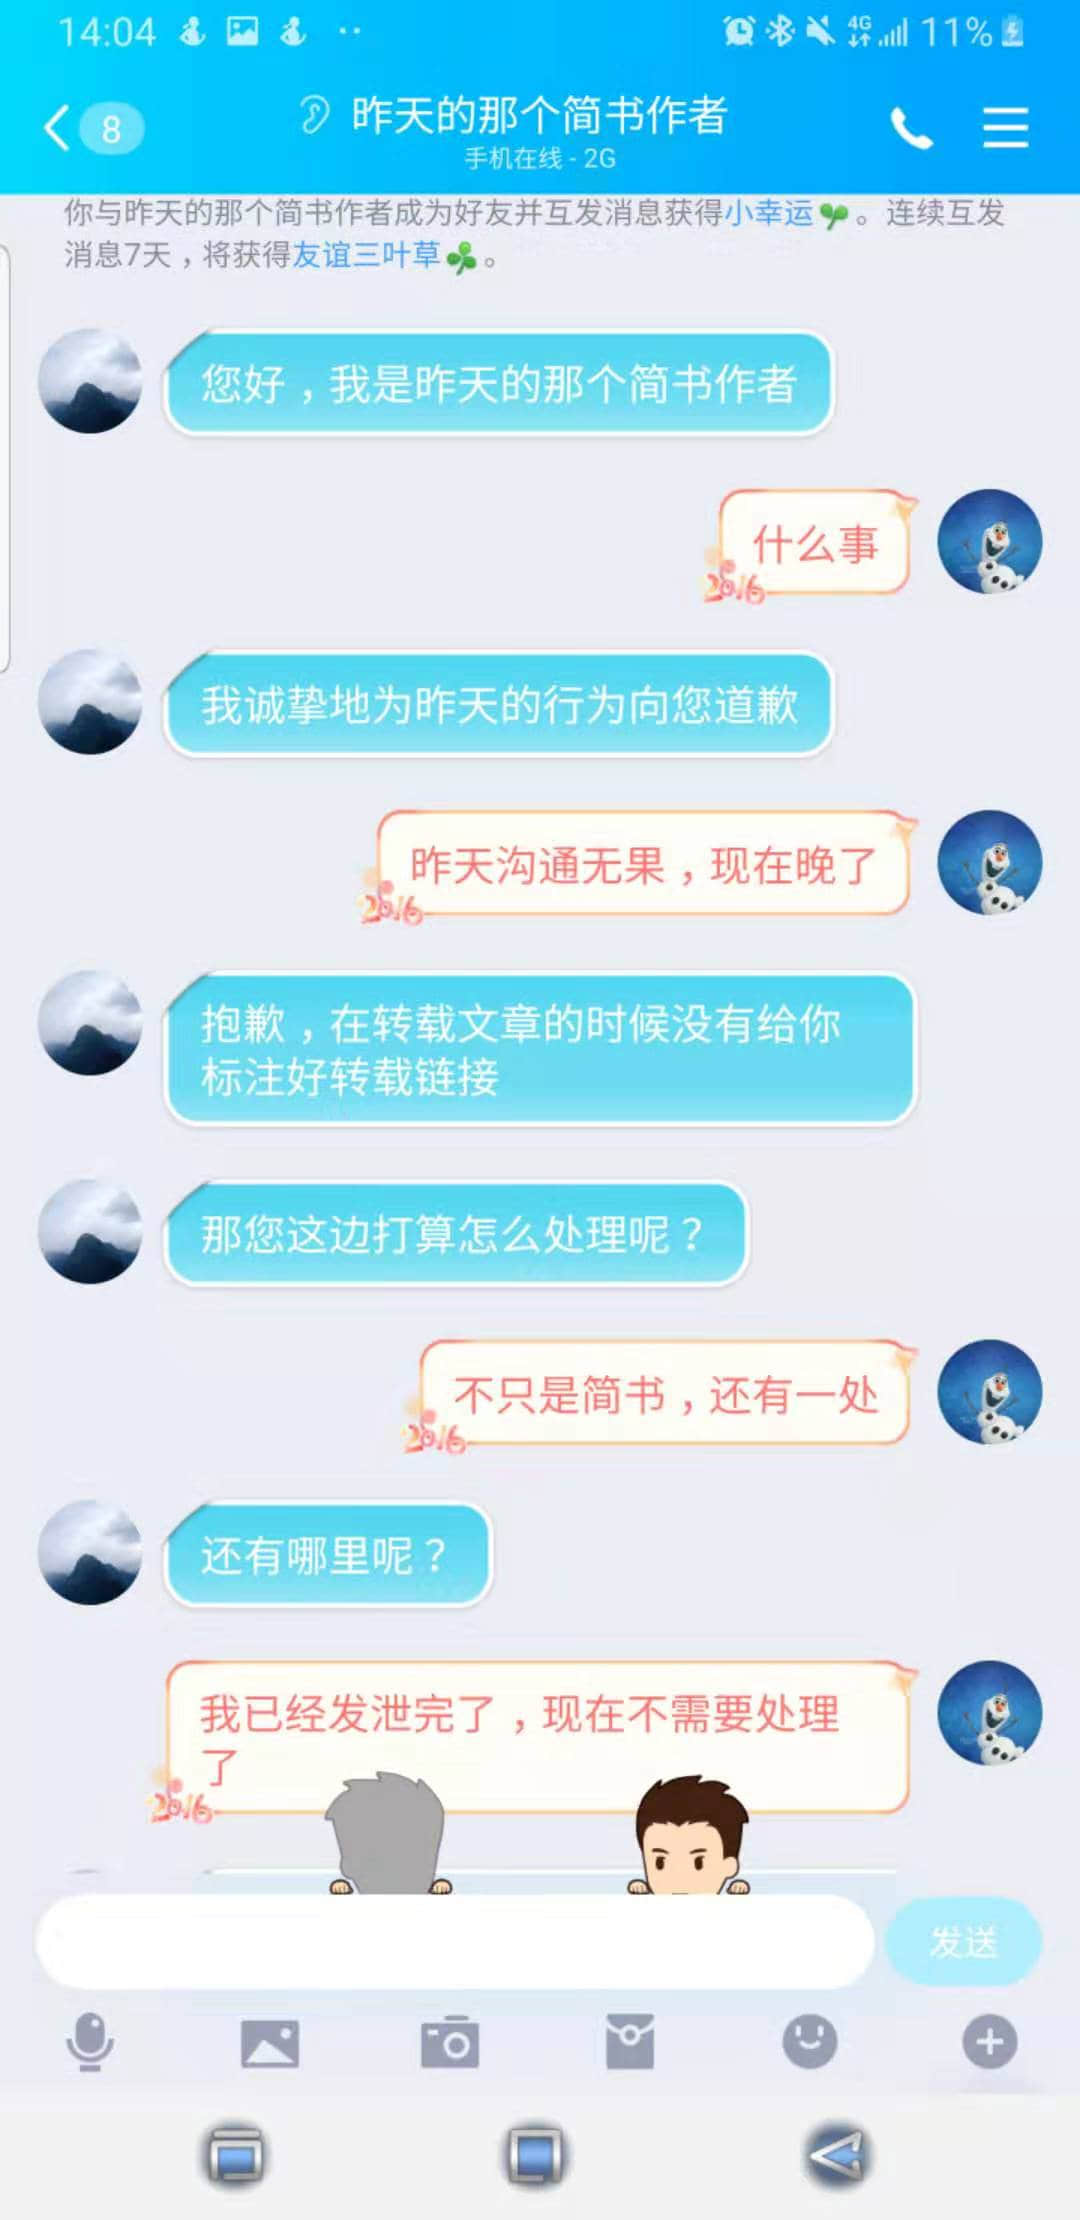 14:04
4G
11%
8
昨天的那个简书作者
手机在线 - 2G
你与昨天的那个简书作者成为好友并互发消息获得小幸运。连续互发
消息7天，将获得友谊三叶草。
您好，我是昨天的那个简书作者
什么事
2016
我诚挚地为昨天的行为向您道歉
昨天沟通无果，现在晚了
2016
抱歉，在转载文章的时候没有给你
标注好转载链接
那您这边打算怎么处理呢？
不只是简书，还有一处
2016
还有哪里呢？
我已经发泄完了，现在不需要处理
了
2016
发送